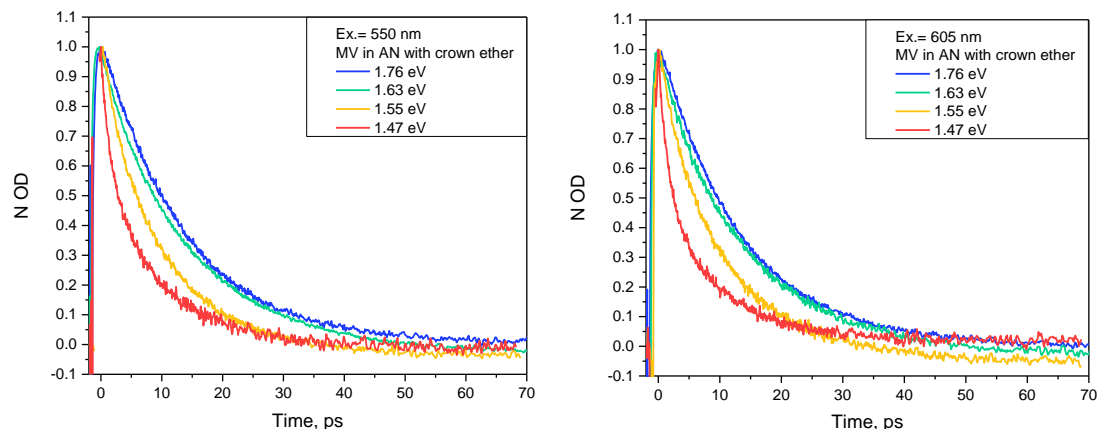 Ex.= 550 nm
MV in AN with crown ether
1.76 eV
1.63 eV
1.55 eV
1.47 eV
1.1
1.0
0.9
0.8
0.7
0.6
0.5
0.4
0.3
0.2
0.1
0.0
-0.1
N OD
0 10 20 30 40 50 60 70
Time, ps
Ex.= 605 nm
MV in AN with crown ether
1.76 eV
1.63 eV
1.55 eV
1.47 eV
1.1
1.0
0.9
0.8
0.7
0.6
0.5
0.4
0.3
0.2
0.1
0.0
-0.1
N OD
0 10 20 30 40 50 60 70
Time, ps